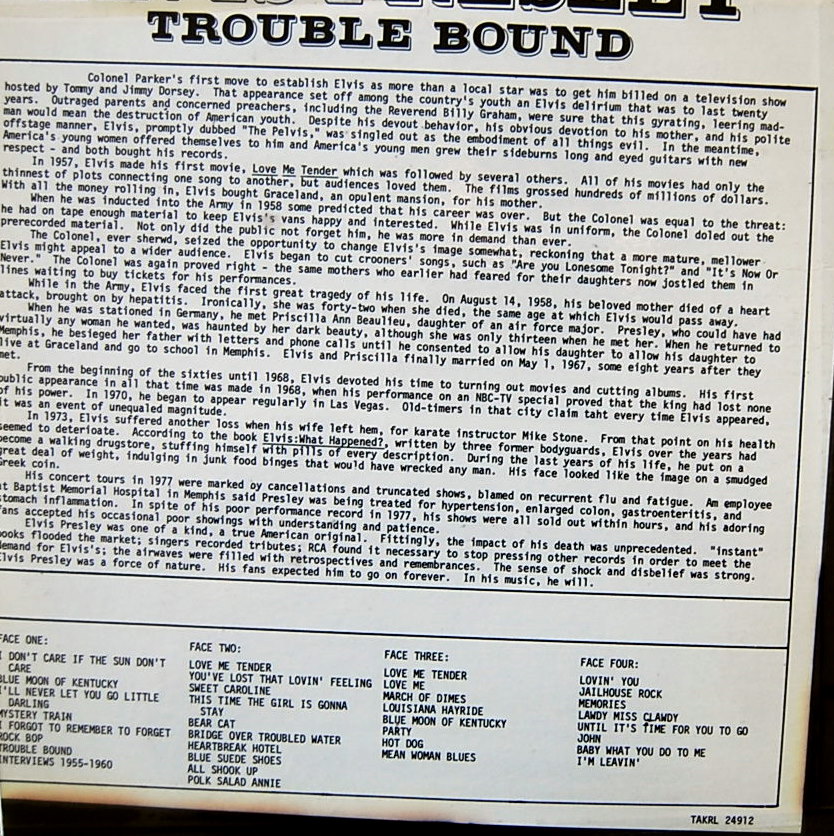 TROUBLE BOUND
Colonel Parker's first move to establish Elvis as more than a local star was to get him billed on a television show
hosted by Tommy and Jimmy Dorsey. That appearance set off among the country's youth an Elvis delirium that was to last twenty
years. Outraged parents and concerned preachers, including the Reverend Billy Graham, were sure that this gyrating, leering mad-
man would mean the destruction of American youth. Despite his devout behavior, his obvious devotion to his mother, and his polite
offstage manner, Elvis, promptly dubbed "The Pelvis," was singled out as the embodiment of all things evil. In the meantime,
America's young women offered themselves to him and America's young men grew their sideburns long and eyed guitars with new
respect - and both bought his records.
In 1957, Elvis made his first movie, Love Me Tender which was followed by several others. All of his movies had only the
thinnest of plots connecting one song to another, but audiences loved them. The films grossed hundreds of millions of dollars.
With all the money rolling in, Elvis bought Graceland, an opulent mansion, for his mother.
When he was inducted into the Army in 1958 some predicted that his career was over. But the Colonel was equal to the threat:
he had on tape enough material to keep Elvis's vans happy and interested. While Elvis was in uniform, the Colonel doled out the
prerecorded material. Not only did the public not forget him, he was more in demand than ever.
The Colonel, ever sherwd, seized the opportunity to change Elvis's image somewhat, reckoning that a more mature, mellower
Elvis might appeal to a wider audience. Elvis began to cut crooners' songs, such as "Are you Lonesome Tonight?" and "It's Now Or
Never." The Colonel was again proved right - the same mothers who earlier had feared for their daughters now jostled them in
lines waiting to buy tickets for his performances.
While in the Army, Elvis faced the first great tragedy of his life. On August 14, 1958, his beloved mother died of a heart
attack, brought on by hepatitis. Ironically, she was forty-two when she died, the same age at which Elvis would pass away.
When he was stationed in Germany, he met Priscilla Ann Beaulieu, daughter of an air force major. Presley, who could have had
virtually any woman he wanted, was haunted by her dark beauty, although she was only thirteen when he met her. When he returned to
Memphis, he besieged her father with letters and phone calls until he consented to allow his daughter to allow his daughter to
live at Graceland and go to school in Memphis. Elvis and Priscilla finally married on May 1, 1967, some eight years after they
met.
From the beginning of the sixties until 1968, Elvis devoted his time to turning out movies and cutting albums. His first
public appearance in all that time was made in 1968, when his performance on an NBC-TV special proved that the king had lost none
of his power. In 1970, he began to appear regularly in Las Vegas. Old-timers in that city claim taht every time Elvis appeared,
it was an event of unequaled magnitude.
In 1973, Elvis suffered another loss when his wife left hem, for karate instructor Mike Stone. From that point on his health
seemed to deterioate. According to the book Elvis:What Happened?, written by three former bodyguards, Elvis over the years had
become a walking drugstore, stuffing himself with pills of every description. During the last years of his life, he put on a
great deal of weight, indulging in junk food binges that would have wrecked any man. His face looked like the image on a smudged
Greek coin.
His concert tours in 1977 were marked by cancellations and truncated shows, blamed on recurrent flu and fatigue. Am employee
at Baptist Memorial Hospital in Memphis said Presley was being treated for hypertension, enlarged colon, gastroenteritis, and
stomach inflammation. In spite of his poor performance record in 1977, his shows were all sold out within hours, and his adoring
fans accepted his occasional poor showings with understanding and patience.
Elvis Presley was one of a kind, a true American original. Fittingly, the impact of his death was unprecedented. "instant"
books flooded the market; singers recorded tributes; RCA found it necessary to stop pressing other records in order to meet the
demand for Elvis's; the airwaves were filled with retrospectives and remembrances. The sense of shock and disbelief was strong.
Elvis Presley was a force of nature. His fans expected him to go on forever. In his music, he will.
FACE ONE:
I DON'T CARE IF THE SUN DON'T
CARE
BLUE MOON OF KENTUCKY
I'LL NEVER LET YOU GO LITTLE
DARLING
MYSTERY TRAIN
I FORGOT TO REMEMBER TO FORGET
ROCK BOP
TROUBLE BOUND
INTERVIEWS 1955-1960
FACE TWO:
LOVE ME TENDER
YOU'VE LOST THAT LOVIN' FEELING
SWEET CAROLINE
THIS TIME THE GIRL IS GONNA
STAY
BEAR CAT
BRIDGE OVER TROUBLED WATER
HEARTBREAK HOTEL
BLUE SUEDE SHOES
ALL SHOOK UP
POLK SALAD ANNIE
FACE THREE:
LOVE ME TENDER
LOVE ME
MARCH OF DIMES
LOUISIANA HAYRIDE
BLUE MOON OF KENTUCKY
PARTY
HOT DOG
MEAN WOMAN BLUES
FACE FOUR:
LOVIN' YOU
JAILHOUSE ROCK
MEMORIES
LAWDY MISS CLAWDY
UNTIL IT'S TIME FOR YOU TO GO
JOHN
BABY WHAT YOU DO TO ME
I'M LEAVIN'
TAKRL 24912